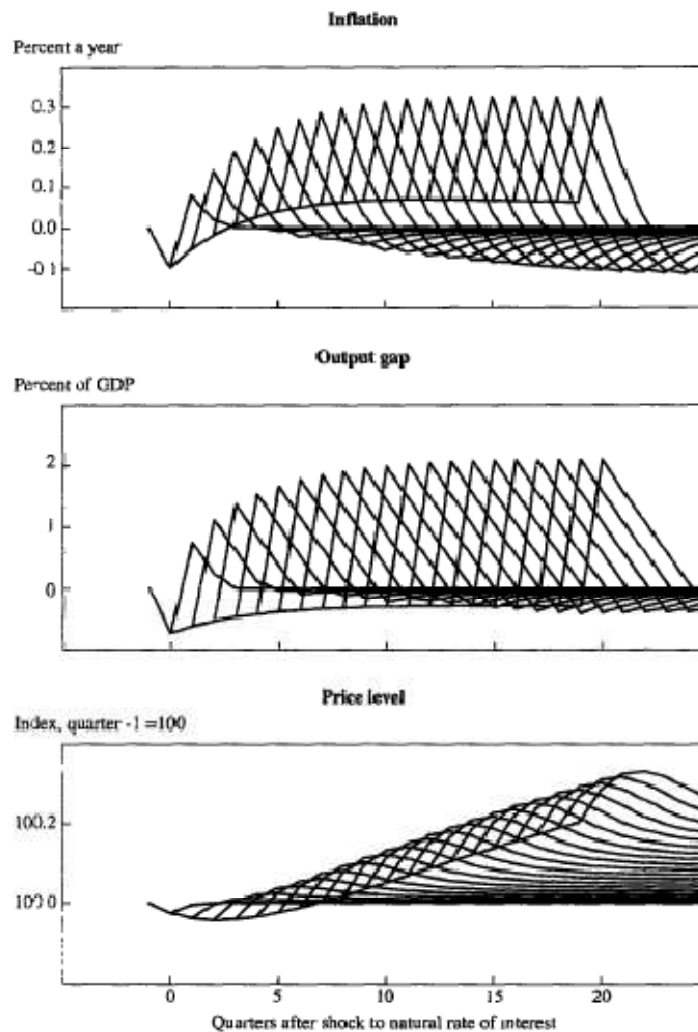 Inflation
Percent a year
0.3
0.2
0.1
0.0
-0.1
Output gap
Percent of GDP
2
1
0
Price level
Index, quarter -1=100
100.2
100.0
0 5 10 15 20
Quarters after shock to natural rate of interest